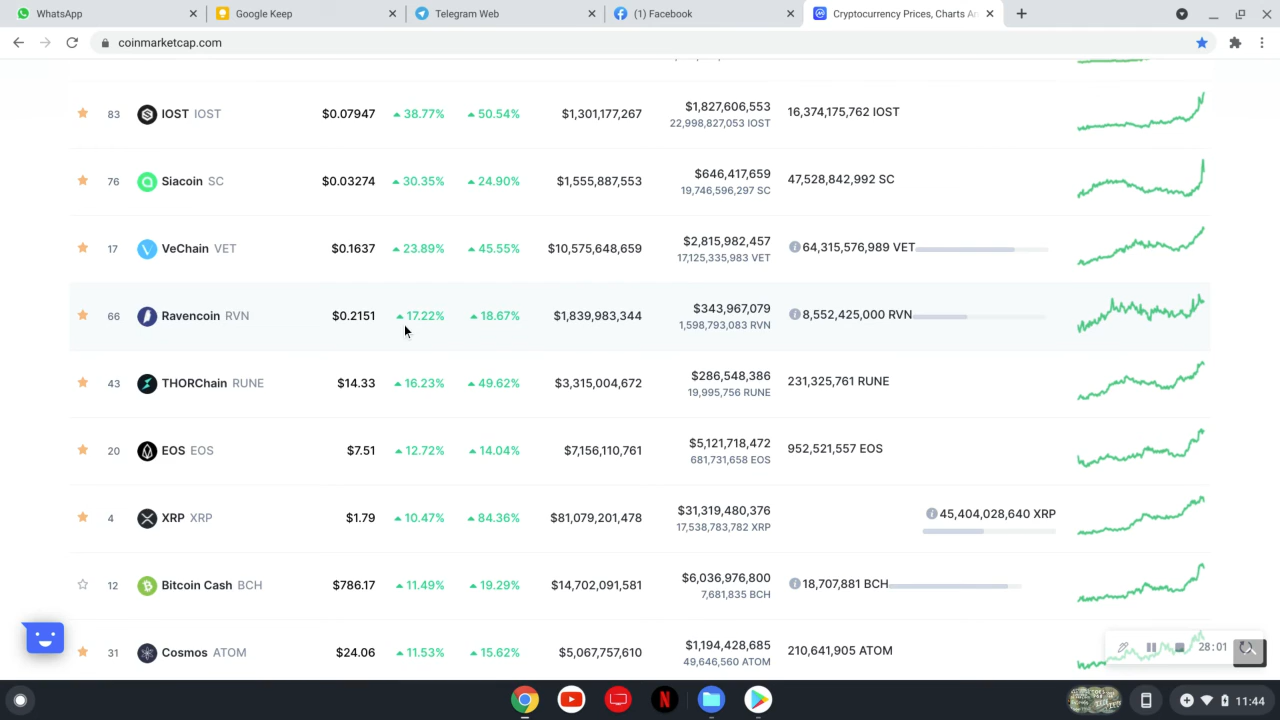 WhatsApp
Google Keep
Telegram Web
(1) Facebook
Cryptocurrency Prices, Charts An
coinmarketcap.com
83 IOST IOST $0.07947 38.77% 50.54% $1,301,177,267 $1,827,606,553 16,374,175,762 IOST
22,998,827,053 IOST
76 Siacoin SC $0.03274 30.35% 24.90% $1,555,887,553 $646,417,659 47,528,842,992 SC
19,746,596,297 SC
17 VeChain VET $0.1637 23.89% 45.55% $10,575,648,659 $2,815,982,457 64,315,576,989 VET
17,125,335,983 VET
66 Ravencoin RVN $0.2151 17.22% 18.67% $1,839,983,344 $343,967,079 8,552,425,000 RVN
1,598,793,083 RVN
43 THORChain RUNE $14.33 16.23% 49.62% $3,315,004,672 $286,548,386 231,325,761 RUNE
19,995,756 RUNE
20 EOS EOS $7.51 12.72% 14.04% $7,156,110,761 $5,121,718,472 952,521,557 EOS
681,731,658 EOS
4 XRP XRP $1.79 10.47% 84.36% $81,079,201,478 $31,319,480,376 45,404,028,640 XRP
17,538,783,782 XRP
12 Bitcoin Cash BCH $786.17 11.49% 19.29% $14,702,091,581 $6,036,976,800 18,707,881 BCH
7,681,835 BCH
31 Cosmos ATOM $24.06 11.53% 15.62% $5,067,757,610 $1,194,428,685 210,641,905 ATOM
49,646,560 ATOM
28:01
11:44